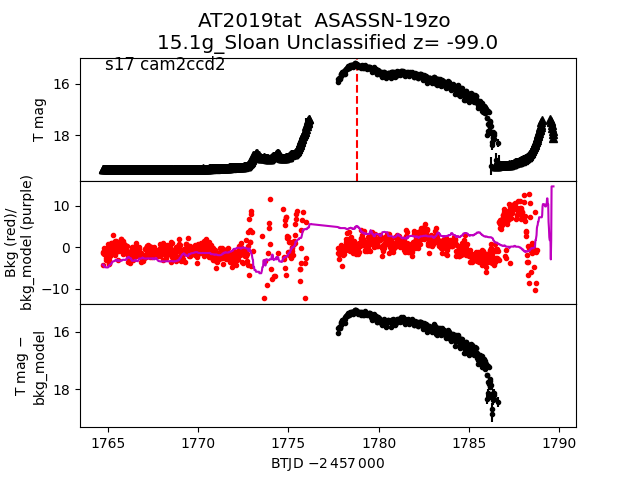 AT2019tat  ASASSN-19zo
15.1g_Sloan Unclassified z= -99.0
s17 cam2ccd2
T mag
16
18
Bkg (red)/
bkg_model (purple)
10
0
−10
T mag −
bkg_model
16
18
1765 1770 1775 1780 1785 1790
BTJD −2 457 000